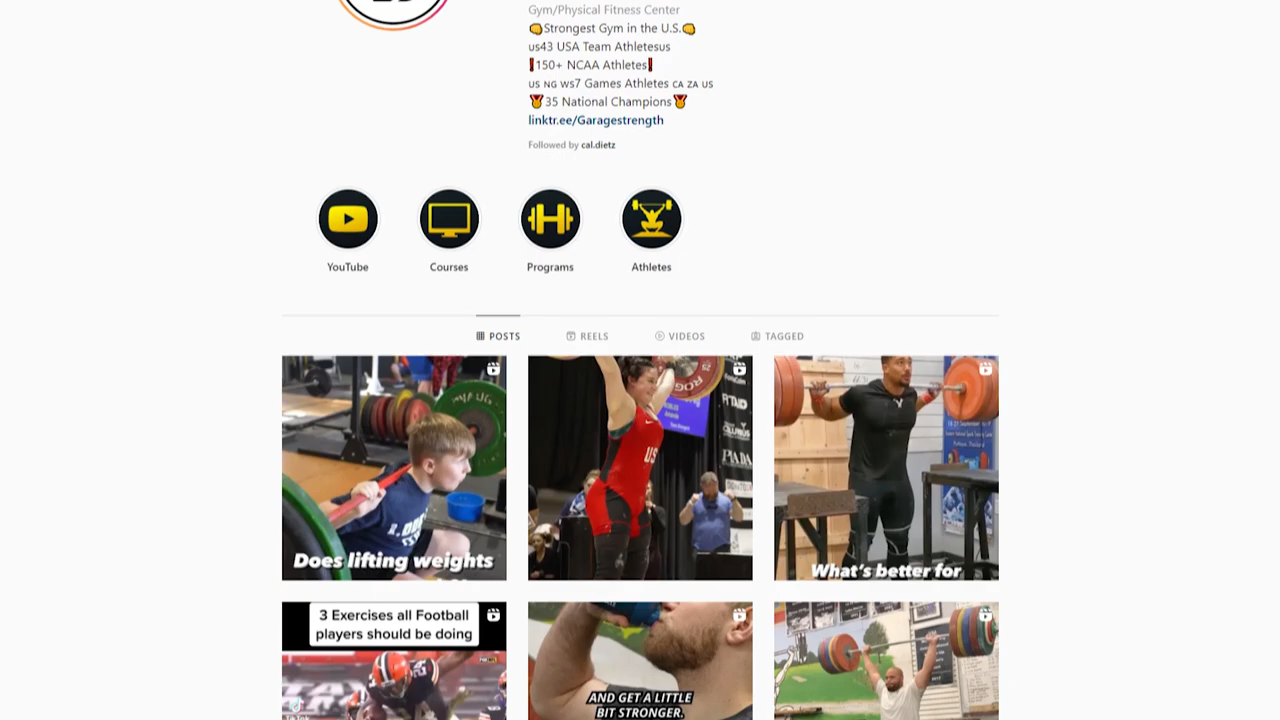 Gym/Physical Fitness Center
👊Strongest Gym in the U.S.👊
us43 USA Team Athletesus
❗150+ NCAA Athletes❗
US NG ws7 Games Athletes CA ZA US
🏅35 National Champions🏅
linktr.ee/Garagestrength
Followed by cal.dietz
YouTube
Courses
Programs
Athletes
POSTS
REELS
VIDEOS
TAGGED
Does lifting weights
US
ROG
What's better for
3 Exercises all Football
players should be doing
TikTok
AND GET A LITTLE
BIT STRONGER.